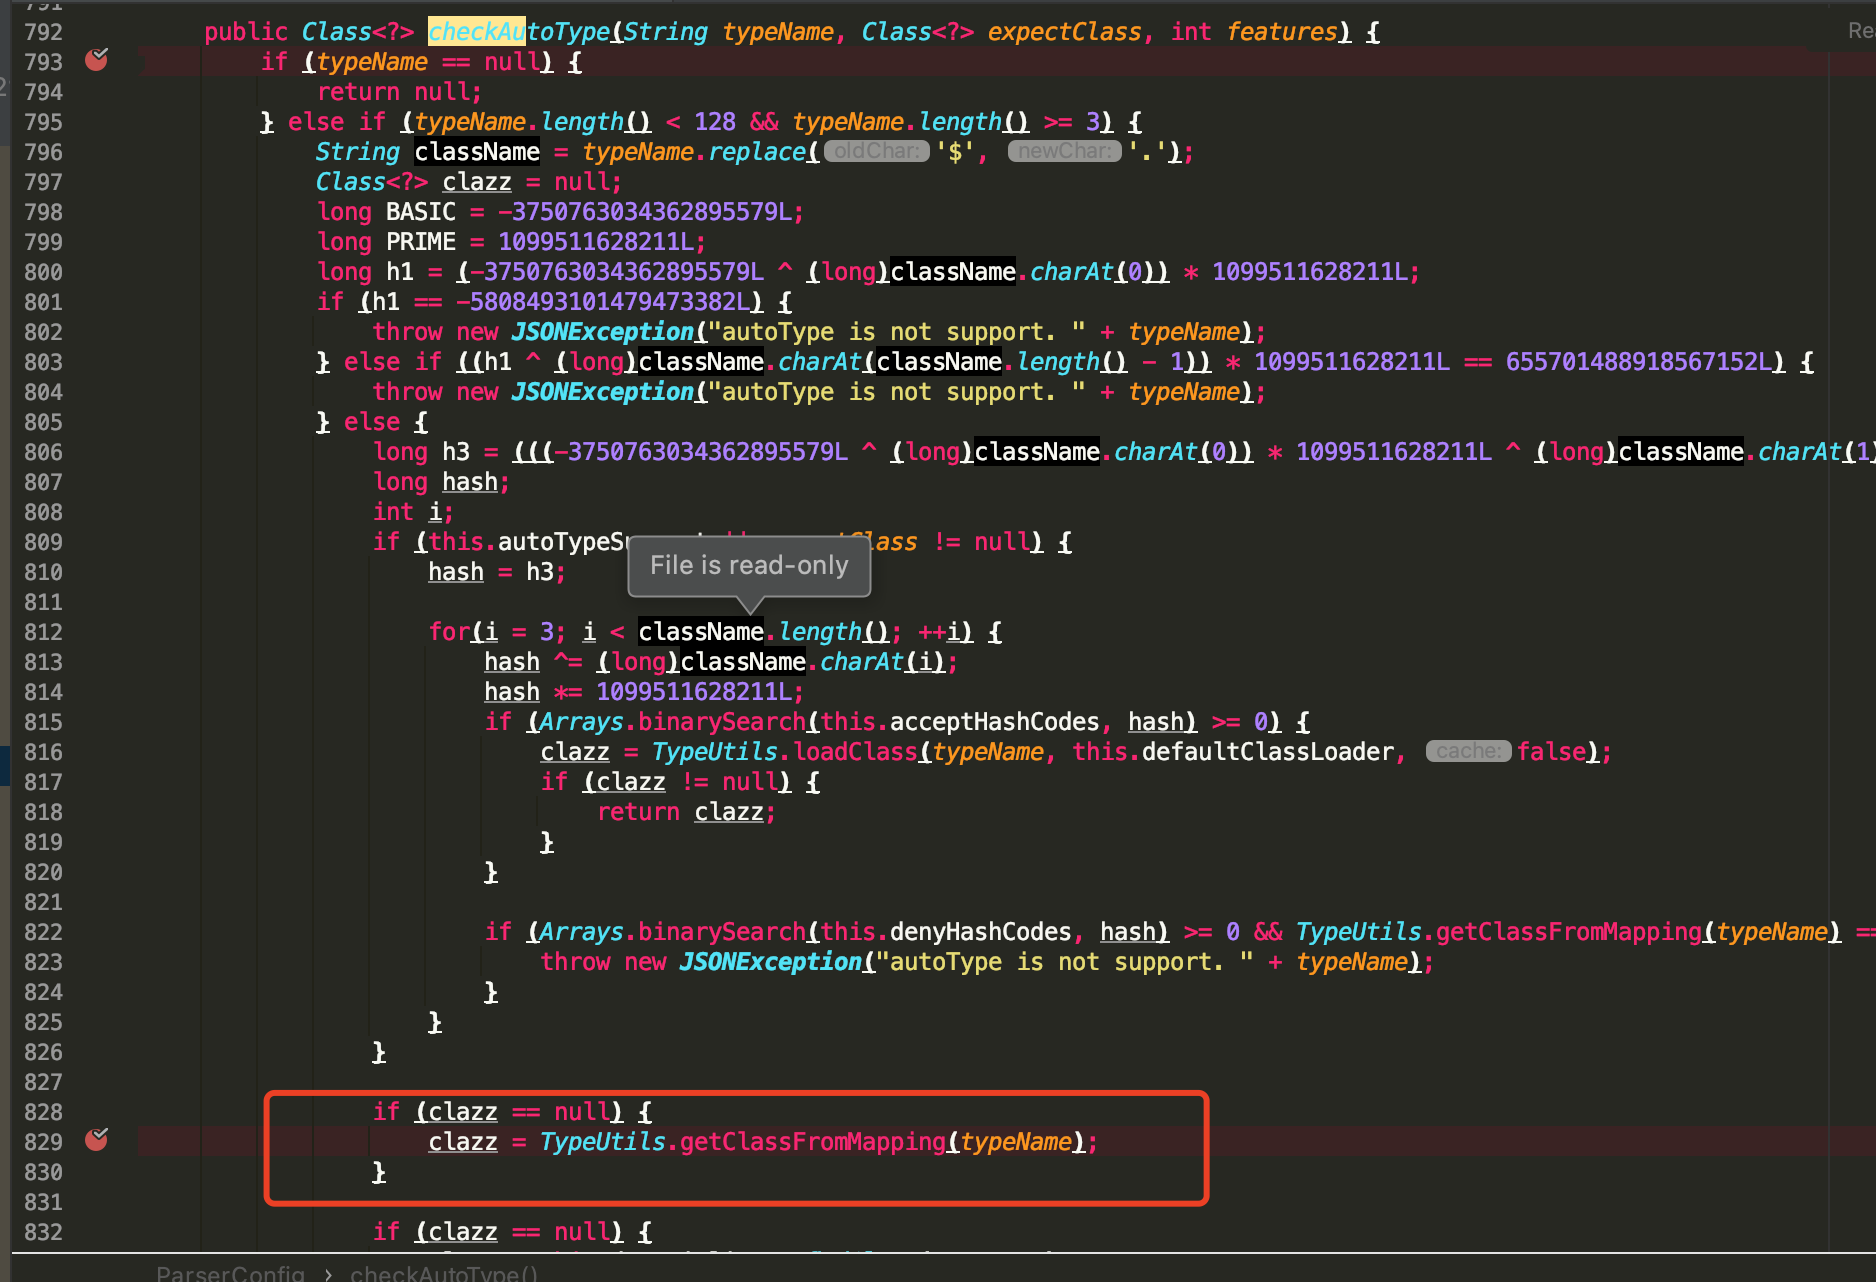 791
792 public Class<?> checkAutoType(String typeName, Class<?> expectClass, int features) {
793 if (typeName == null) {
794 return null;
795 } else if (typeName.length() < 128 && typeName.length() >= 3) {
796 String className = typeName.replace( oldChar: '$', newChar: '.');
797 Class<?> clazz = null;
798 long BASIC = -3750763034362895579L;
799 long PRIME = 1099511628211L;
800 long h1 = (-3750763034362895579L ^ (long)className.charAt(0)) * 1099511628211L;
801 if (h1 == -5808493101479473382L) {
802 throw new JSONException("autoType is not support. " + typeName);
803 } else if ((h1 ^ (long)className.charAt(className.length() - 1)) * 1099511628211L == 655701488918567152L) {
804 throw new JSONException("autoType is not support. " + typeName);
805 } else {
806 long h3 = (((-3750763034362895579L ^ (long)className.charAt(0)) * 1099511628211L ^ (long)className.charAt(1)
807 long hash;
808 int i;
809 if (this. != null) {
File is read-only
810 hash = h3;
811
812 for(i = 3; i < className.length(); ++i) {
813 hash ^= (long)className.charAt(i);
814 hash *= 1099511628211L;
815 if (Arrays.binarySearch(this.acceptHashCodes, hash) >= 0) {
816 clazz = TypeUtils.loadClass(typeName, this.defaultClassLoader, cache: false);
817 if (clazz != null) {
818 return clazz;
819 }
820 }
821
822 if (Arrays.binarySearch(this.denyHashCodes, hash) >= 0 && TypeUtils.getClassFromMapping(typeName) ==
823 throw new JSONException("autoType is not support. " + typeName);
824 }
825 }
826 }
827
828 if (clazz == null) {
829 clazz = TypeUtils.getClassFromMapping(typeName);
830 }
831
832 if (clazz == null) {
ParserConfig › checkAutoType()